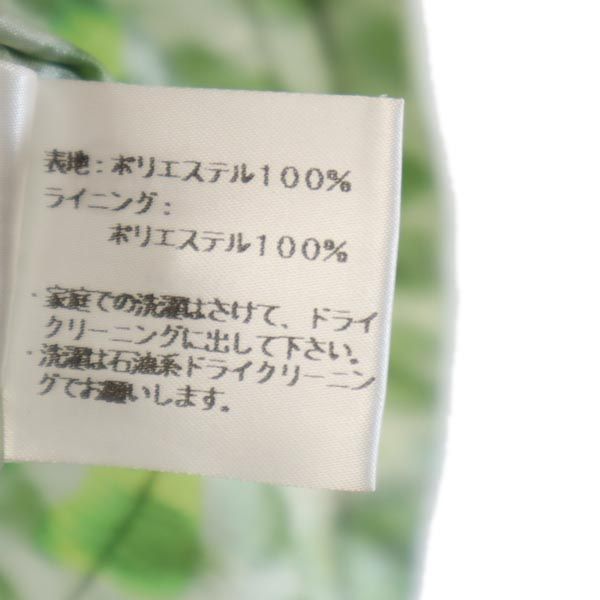 表地:ポリエステル100%
ライニング:
ポリエステル100%
・家庭での洗濯はさけて、ドライ
クリーニングに出して下さい。
・洗濯は石油系ドライクリーニン
グでお願いします。